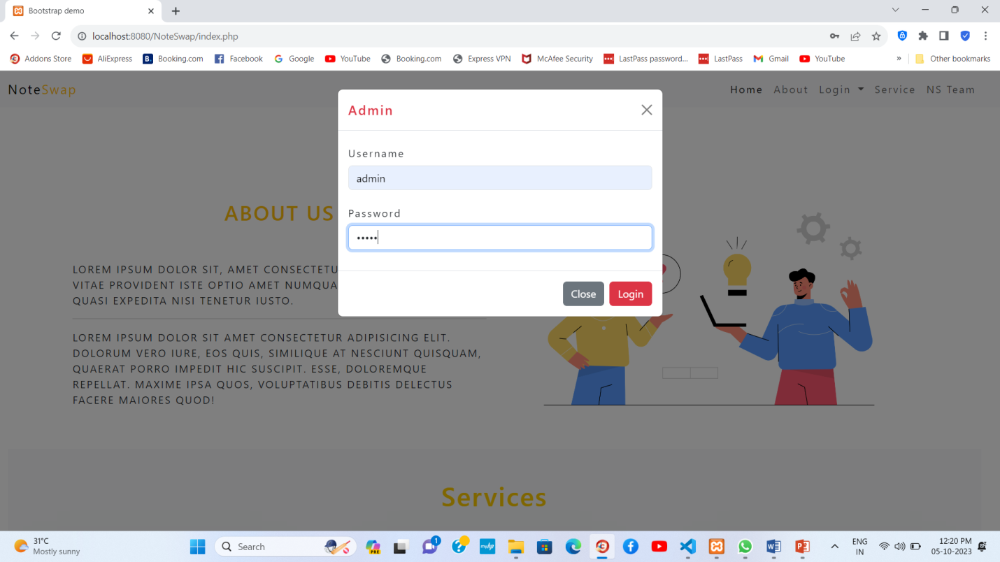 Bootstrap demo
localhost:8080/NoteSwap/index.php
Addons Store AliExpress B. Booking.com Facebook Google YouTube Booking.com Express VPN McAfee Security LastPass password... LastPass Gmail YouTube » Other bookmarks
NoteSwap Home About Login Service NS Team
Admin
Username
admin
Password
•••••
Close Login
ABOUT US
LOREM IPSUM DOLOR SIT, AMET CONSECTETU
VITAE PROVIDENT ISTE OPTIO AMET NUMQUA
QUASI EXPEDITA NISI TENETUR IUSTO.
LOREM IPSUM DOLOR SIT AMET CONSECTETUR ADIPISICING ELIT.
DOLORUM VERO IURE, EOS QUIS, SIMILIQUE AT NESCIUNT QUISQUAM,
QUAERAT PORRO IMPEDIT HIC SUSCIPIT. ESSE, DOLOREMQUE
REPELLAT. MAXIME IPSA QUOS, VOLUPTATIBUS DEBITIS DELECTUS
FACERE MAIORES QUOD!
Services
31°C
Mostly sunny
Search
PRE
1
myhp
ENG
IN
12:20 PM
05-10-2023